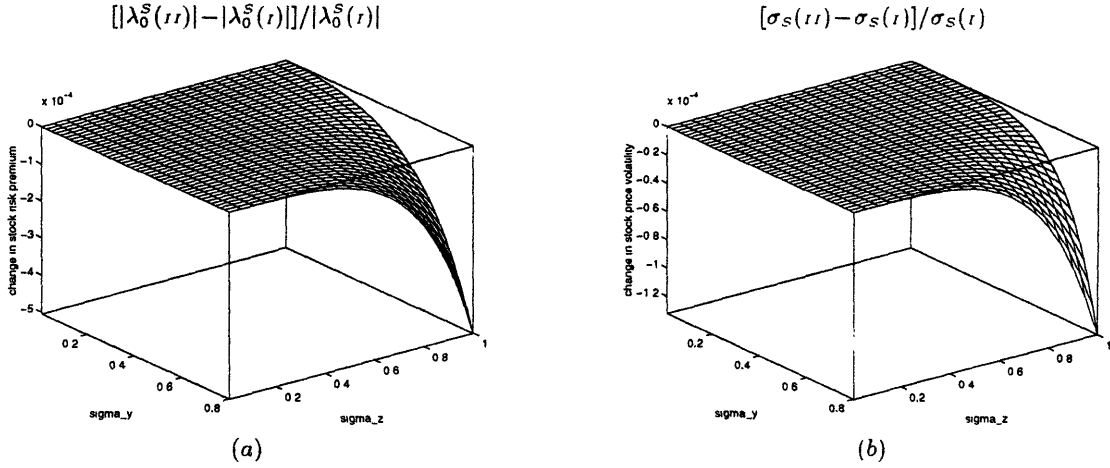 [|λ₀ˢ(II)|−|λ₀ˢ(I)|]/|λ₀ˢ(I)|
x 10⁻⁴
0
−1
−2
−3
−4
−5
change in stock risk premium
0 2
0 4
0 6
0.8
sigma_y
0 2
0 4
0 6
0 8
1
sigma_z
(a)
[σ_S(II)−σ_S(I)]/σ_S(I)
x 10⁻⁴
0
−0.2
−0.4
−0.6
−0 8
−1
−1 2
change in stock price volatility
0.2
0.4
0.6
0.8
sigma_y
0 2
0 4
0 6
0 8
1
sigma_z
(b)